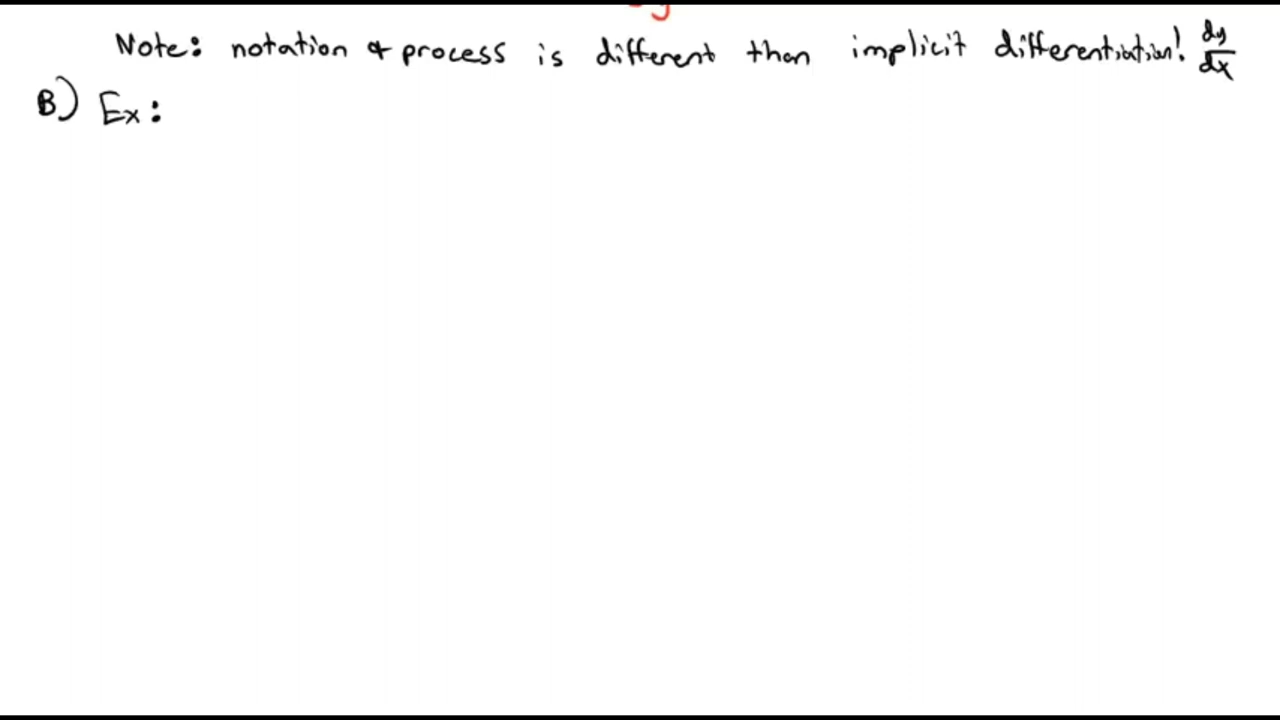 Note: notation & process is different than implicit differentiation! dy/dx
B) Ex: